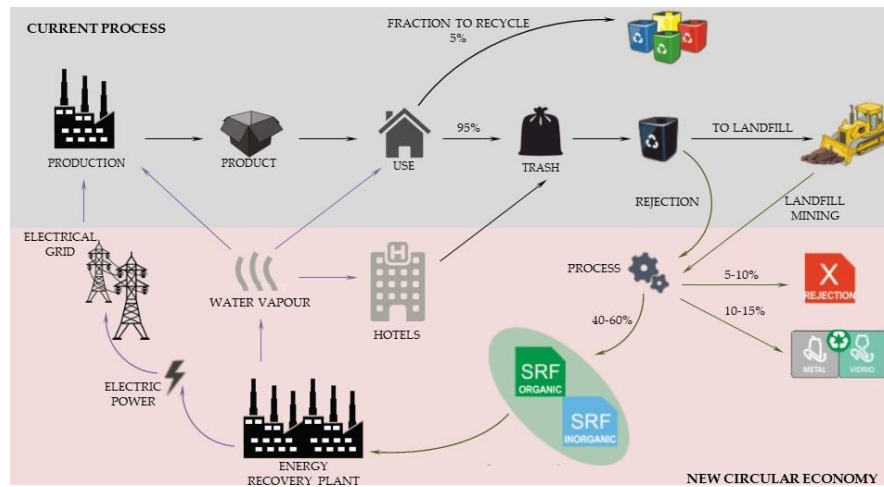 CURRENT PROCESS
FRACTION TO RECYCLE
5%
PRODUCTION
PRODUCT
USE
95%
TRASH
TO LANDFILL
REJECTION
LANDFILL
MINING
ELECTRICAL
GRID
WATER VAPOUR
H
HOTELS
PROCESS
5-10%
X
REJECTION
10-15%
METAL
VIDRIO
40-60%
SRF
ORGANIC
SRF
INORGANIC
ELECTRIC
POWER
ENERGY
RECOVERY PLANT
NEW CIRCULAR ECONOMY